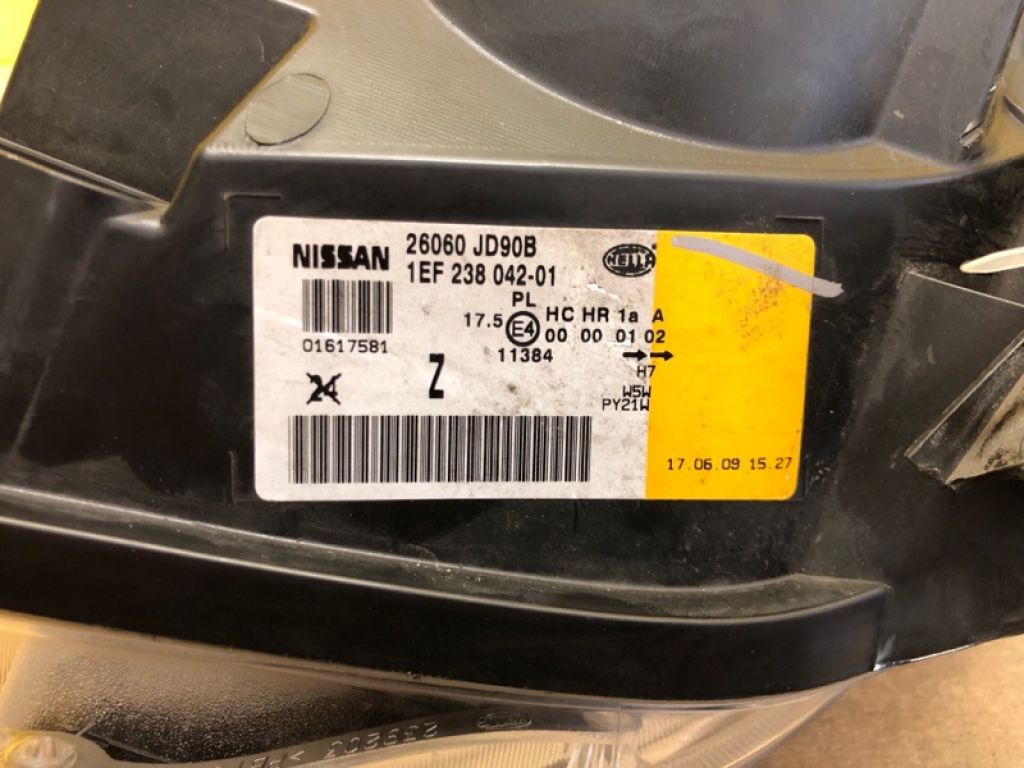 NISSAN 26060 JD90B
1EF 238 042-01
HELLA
PL
17.5 E4 HC HR 1a A
00 00 01 02
11384
01617581
24
Z
H7
W5W
PY21W
17.06.09 15.27
239203